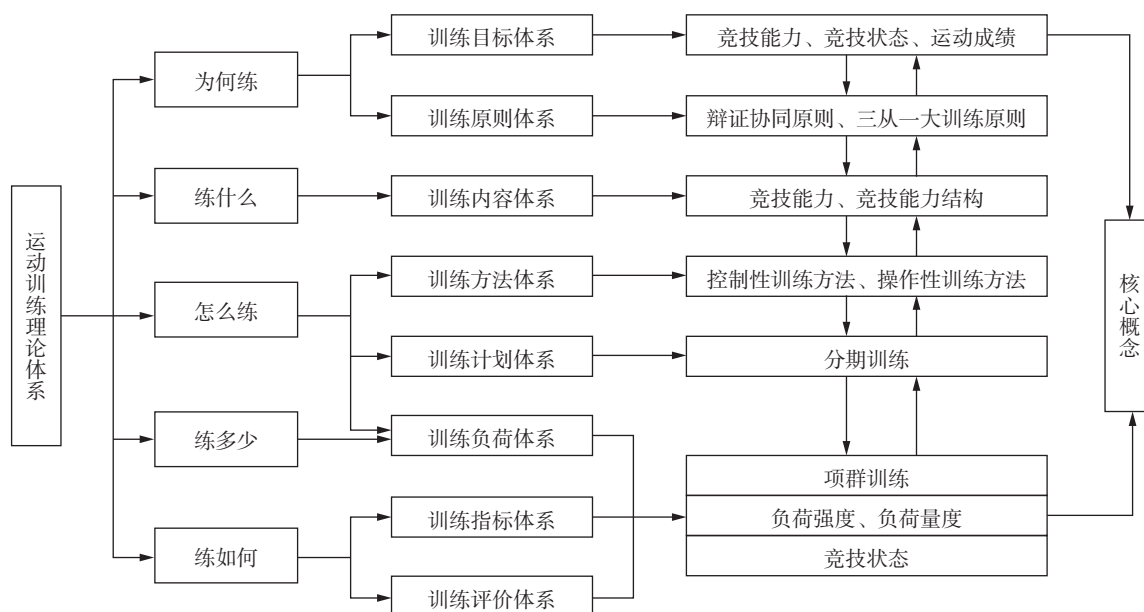 运动训练理论体系
为何练
练什么
怎么练
练多少
练如何
训练目标体系
训练原则体系
训练内容体系
训练方法体系
训练计划体系
训练负荷体系
训练指标体系
训练评价体系
竞技能力、竞技状态、运动成绩
辩证协同原则、三从一大训练原则
竞技能力、竞技能力结构
控制性训练方法、操作性训练方法
分期训练
项群训练
负荷强度、负荷量度
竞技状态
核心概念